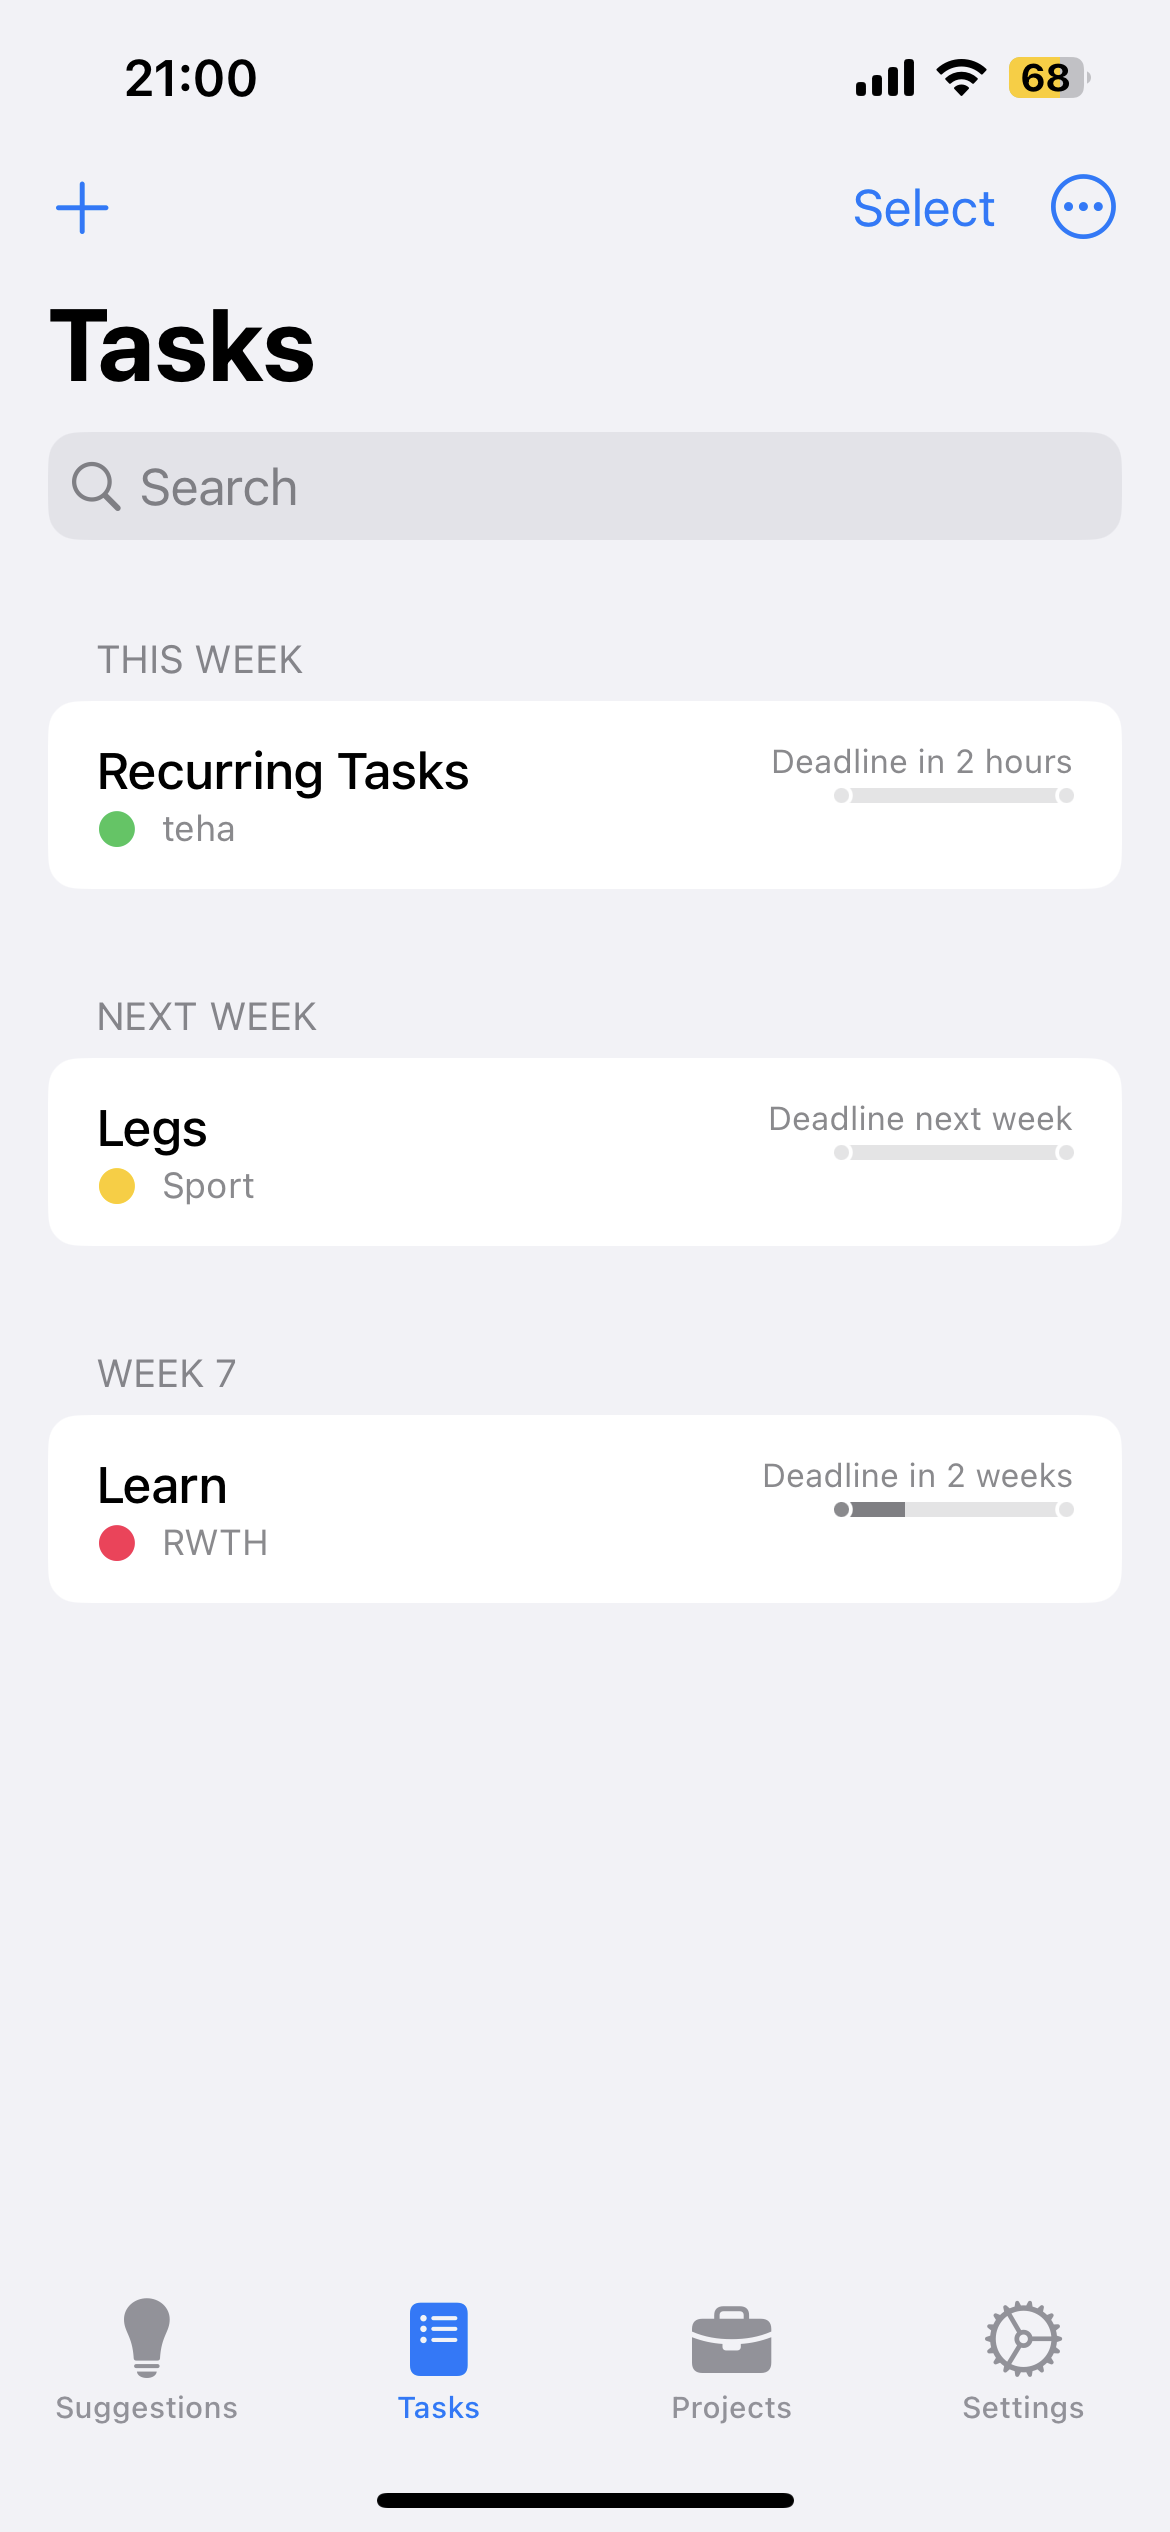 21:00
68
Select
Tasks
Search
THIS WEEK
Recurring Tasks
Deadline in 2 hours
teha
NEXT WEEK
Legs
Deadline next week
Sport
WEEK 7
Learn
Deadline in 2 weeks
RWTH
Suggestions
Tasks
Projects
Settings